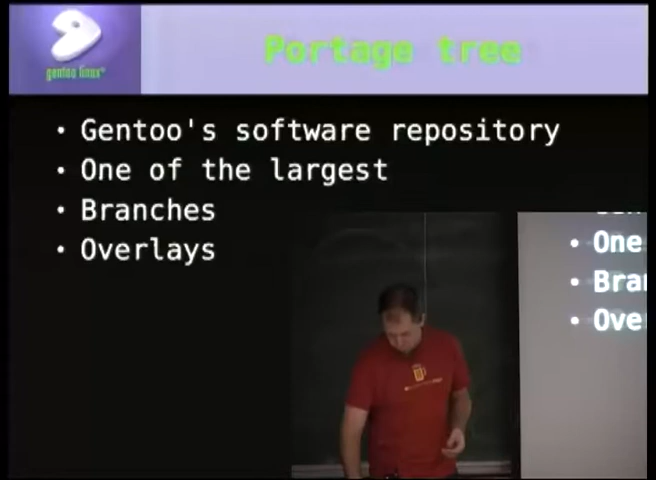 gentoo linux
Portage tree
• Gentoo's software repository
• One of the largest
• Branches
• Overlays
• One
• Bra
• Ove